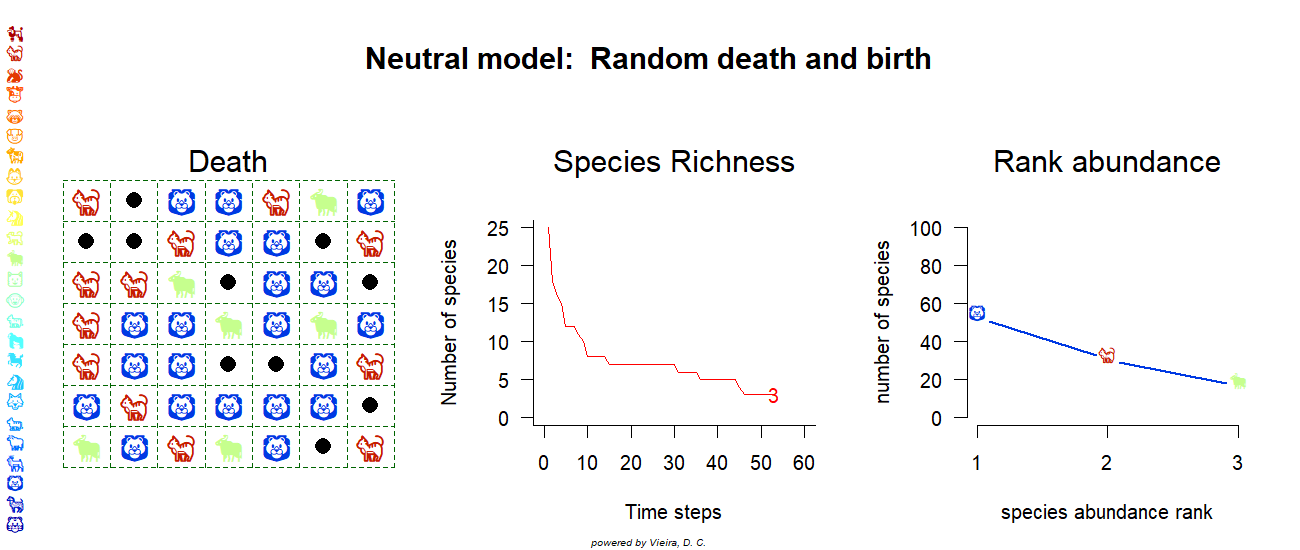 Neutral model:  Random death and birth
Death
Species Richness
Number of species
25
20
15
10
5
0
3
0 10 20 30 40 50 60
Time steps
Rank abundance
number of species
100
80
60
40
20
0
1 2 3
species abundance rank
powered by Vieira, D. C.